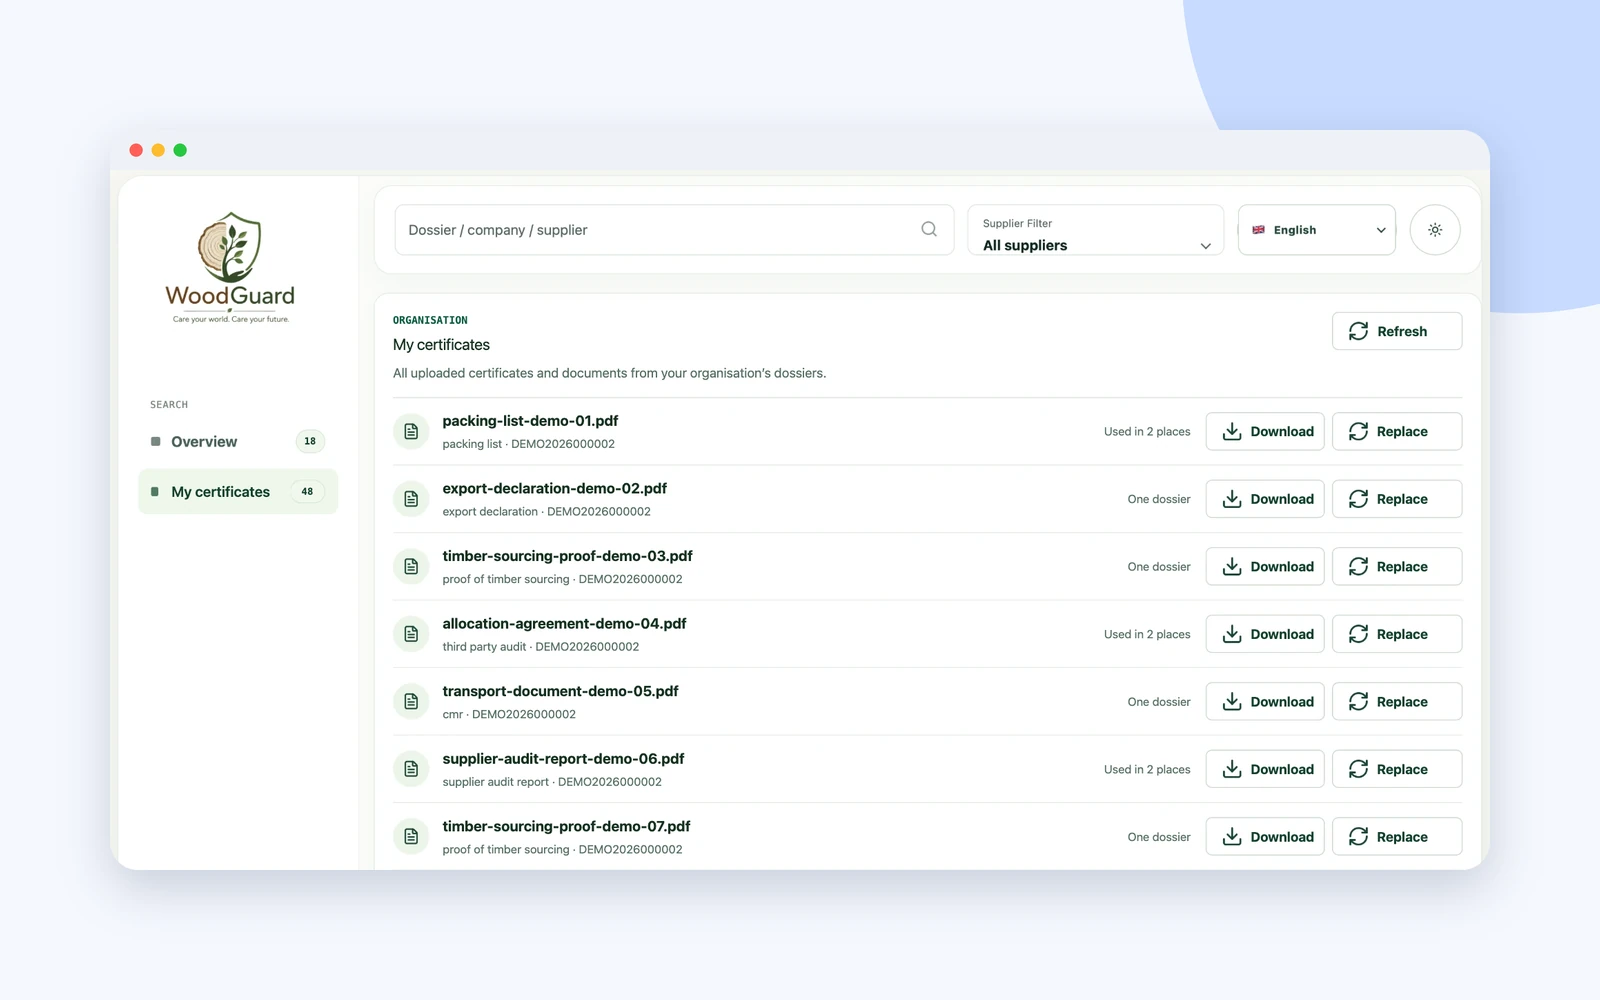 WoodGuard
Care your world. Care your future.
SEARCH
Overview 18
My certificates 48
Dossier / company / supplier
Supplier Filter
All suppliers
English
ORGANISATION
My certificates
All uploaded certificates and documents from your organisation's dossiers.
Refresh
packing-list-demo-01.pdf
packing list · DEMO2026000002
Used in 2 places Download Replace
export-declaration-demo-02.pdf
export declaration · DEMO2026000002
One dossier Download Replace
timber-sourcing-proof-demo-03.pdf
proof of timber sourcing · DEMO2026000002
One dossier Download Replace
allocation-agreement-demo-04.pdf
third party audit · DEMO2026000002
Used in 2 places Download Replace
transport-document-demo-05.pdf
cmr · DEMO2026000002
One dossier Download Replace
supplier-audit-report-demo-06.pdf
supplier audit report · DEMO2026000002
Used in 2 places Download Replace
timber-sourcing-proof-demo-07.pdf
proof of timber sourcing · DEMO2026000002
One dossier Download Replace